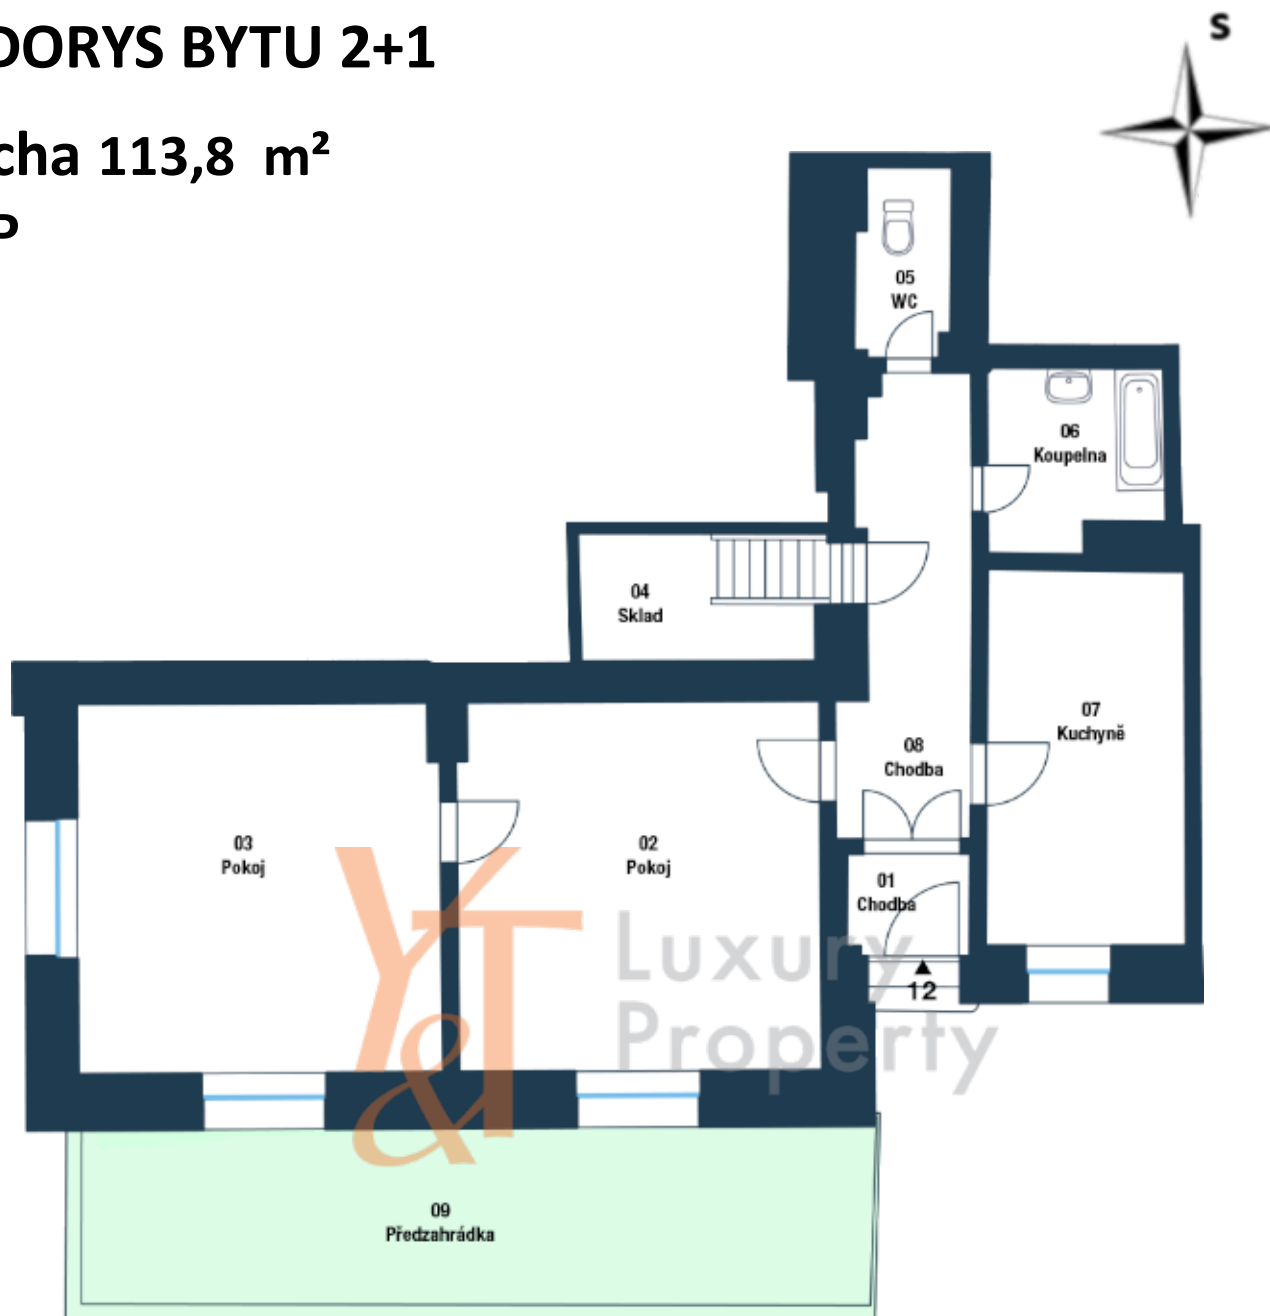 DORYS BYTU 2+1
cha 113,8 m²
P
S
05
WC
06
Koupelna
04
Sklad
07
Kuchyně
08
Chodba
03
Pokoj
02
Pokoj
01
Chodba
12
Y&T
Luxury
Property
09
Předzahrádka